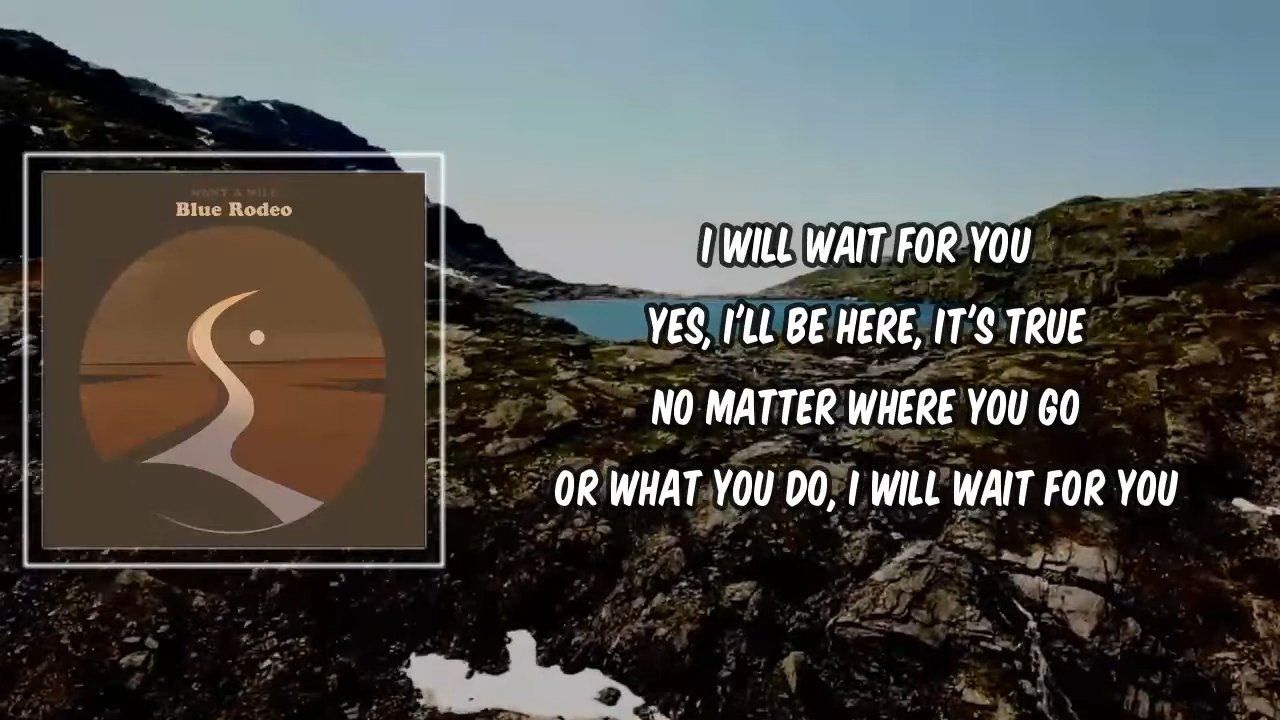 Blue Rodeo
I WILL WAIT FOR YOU
YES, I'LL BE HERE, IT'S TRUE
NO MATTER WHERE YOU GO
OR WHAT YOU DO, I WILL WAIT FOR YOU